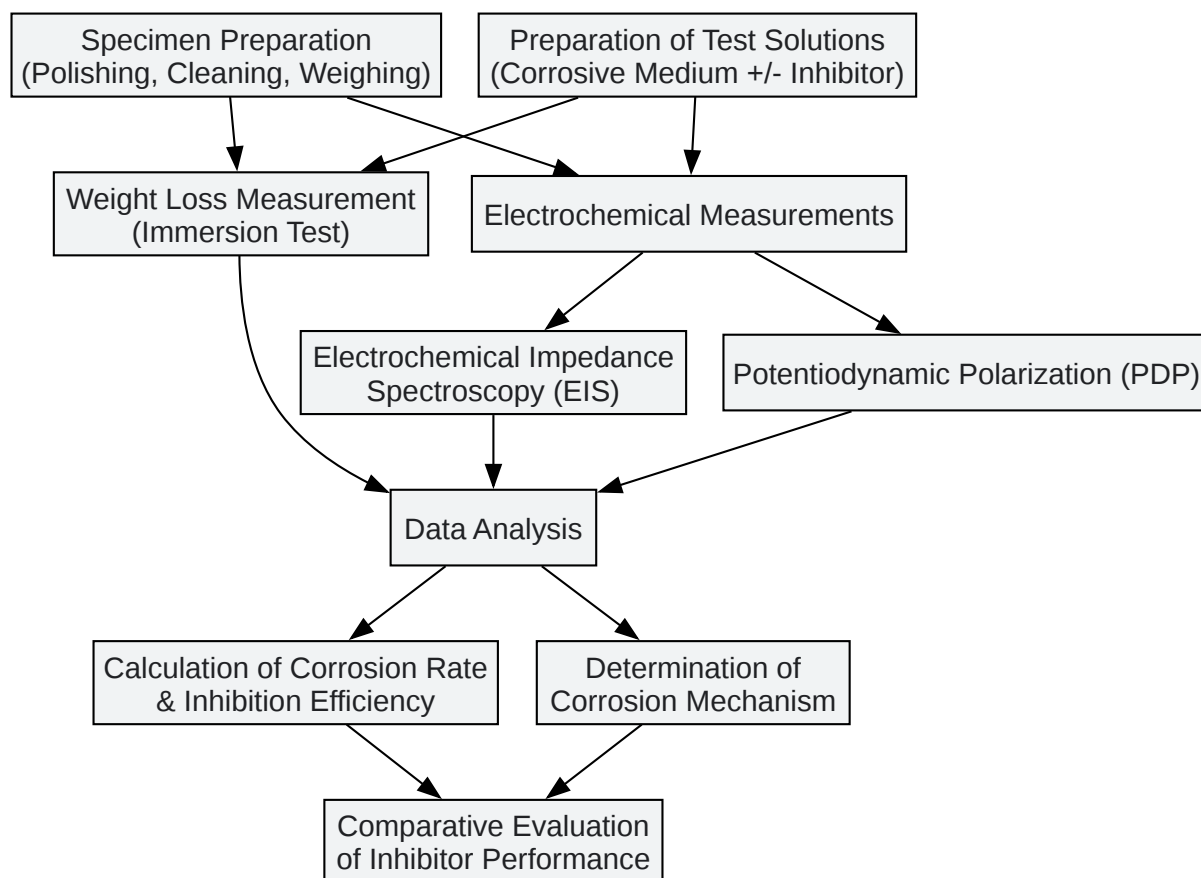 Specimen Preparation
(Polishing, Cleaning, Weighing)
Preparation of Test Solutions
(Corrosive Medium +/- Inhibitor)
Weight Loss Measurement
(Immersion Test)
Electrochemical Measurements
Electrochemical Impedance
Spectroscopy (EIS)
Potentiodynamic Polarization (PDP)
Data Analysis
Calculation of Corrosion Rate
& Inhibition Efficiency
Determination of
Corrosion Mechanism
Comparative Evaluation
of Inhibitor Performance